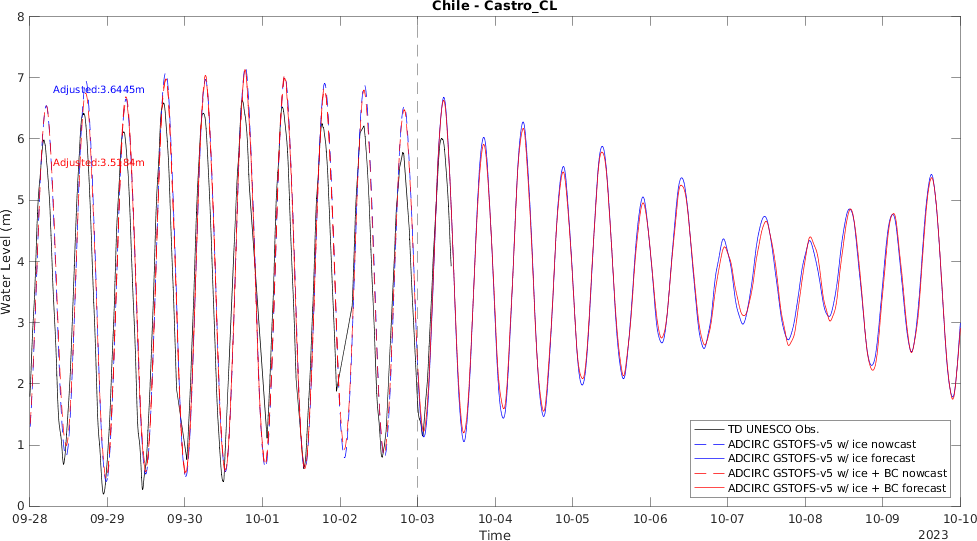 Chile - Castro_CL
8
7
6
5
4
3
2
1
0
Water Level (m)
Adjusted:3.6445m
Adjusted:3.5184m
TD UNESCO Obs.
ADCIRC GSTOFS-v5 w/ ice nowcast
ADCIRC GSTOFS-v5 w/ ice forecast
ADCIRC GSTOFS-v5 w/ ice + BC nowcast
ADCIRC GSTOFS-v5 w/ ice + BC forecast
09-28 09-29 09-30 10-01 10-02 10-03 10-04 10-05 10-06 10-07 10-08 10-09 10-10
Time
2023